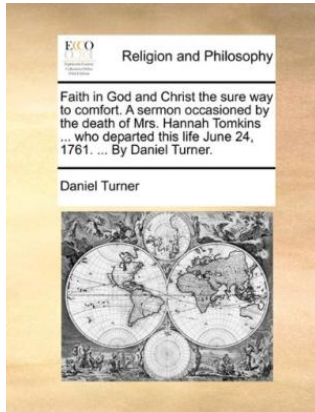 ECCO
Religion and Philosophy
Faith in God and Christ the sure way
to comfort. A sermon occasioned by
the death of Mrs. Hannah Tomkins
... who departed this life June 24,
1761. ... By Daniel Turner.
Daniel Turner